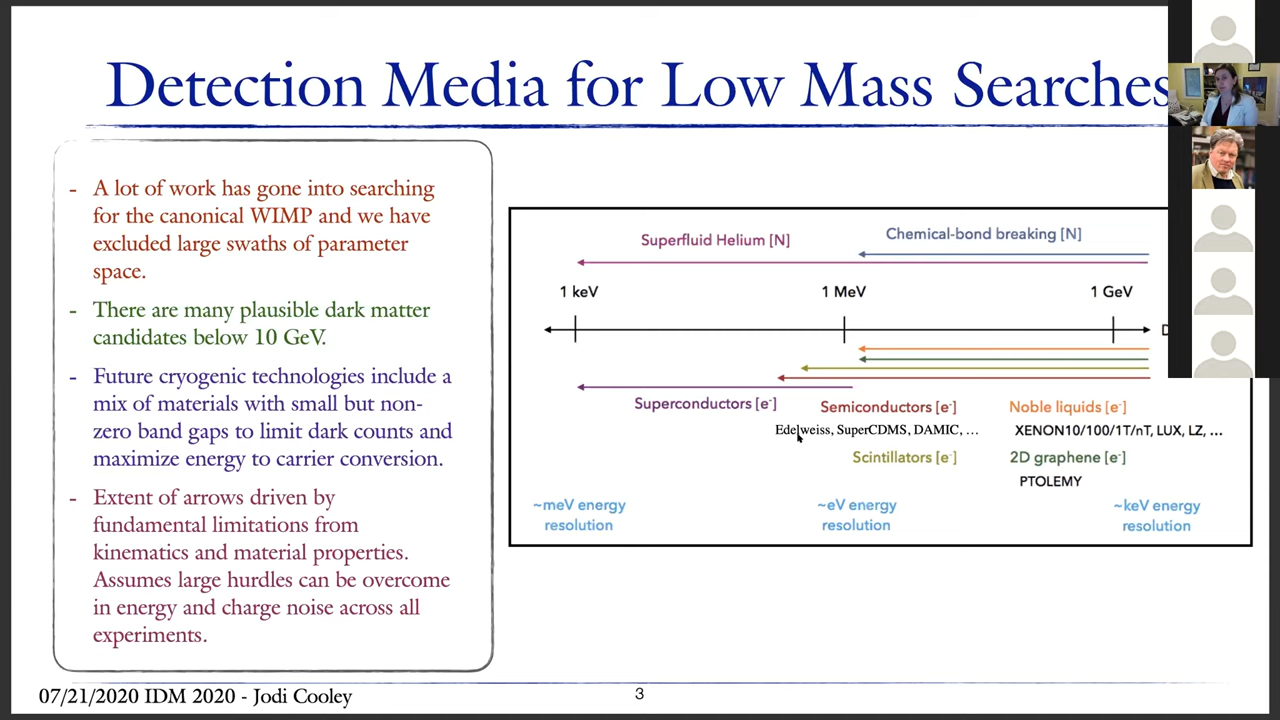 Detection Media for Low Mass Searches
- A lot of work has gone into searching
for the canonical WIMP and we have
excluded large swaths of parameter
space.
- There are many plausible dark matter
candidates below 10 GeV.
- Future cryogenic technologies include a
mix of materials with small but non-
zero band gaps to limit dark counts and
maximize energy to carrier conversion.
- Extent of arrows driven by
fundamental limitations from
kinematics and material properties.
Assumes large hurdles can be overcome
in energy and charge noise across all
experiments.
Superfluid Helium [N]
Chemical-bond breaking [N]
1 keV
1 MeV
1 GeV
Superconductors [e⁻]
Semiconductors [e⁻]
Noble liquids [e⁻]
Edelweiss, SuperCDMS, DAMIC, ...
XENON10/100/1T/nT, LUX, LZ, ...
Scintillators [e⁻]
2D graphene [e⁻]
PTOLEMY
~meV energy
resolution
~eV energy
resolution
~keV energy
resolution
07/21/2020 IDM 2020 - Jodi Cooley
3